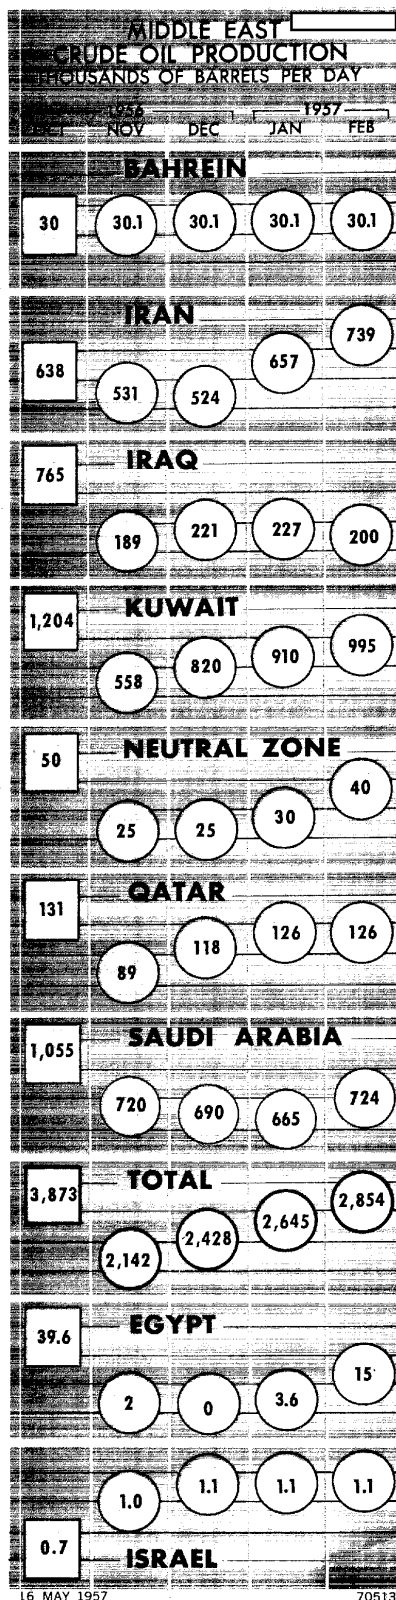 MIDDLE EAST
CRUDE OIL PRODUCTION
THOUSANDS OF BARRELS PER DAY
1956 1957
OCT NOV DEC JAN FEB
BAHREIN
30 30.1 30.1 30.1 30.1
IRAN
638 531 524 657 739
IRAQ
765 189 221 227 200
KUWAIT
1,204 558 820 910 995
NEUTRAL ZONE
50 25 25 30 40
QATAR
131 89 118 126 126
SAUDI ARABIA
1,055 720 690 665 724
TOTAL
3,873 2,142 2,428 2,645 2,854
EGYPT
39.6 2 0 3.6 15
1.0 1.1 1.1 1.1
0.7 ISRAEL
16 MAY 1957 70513